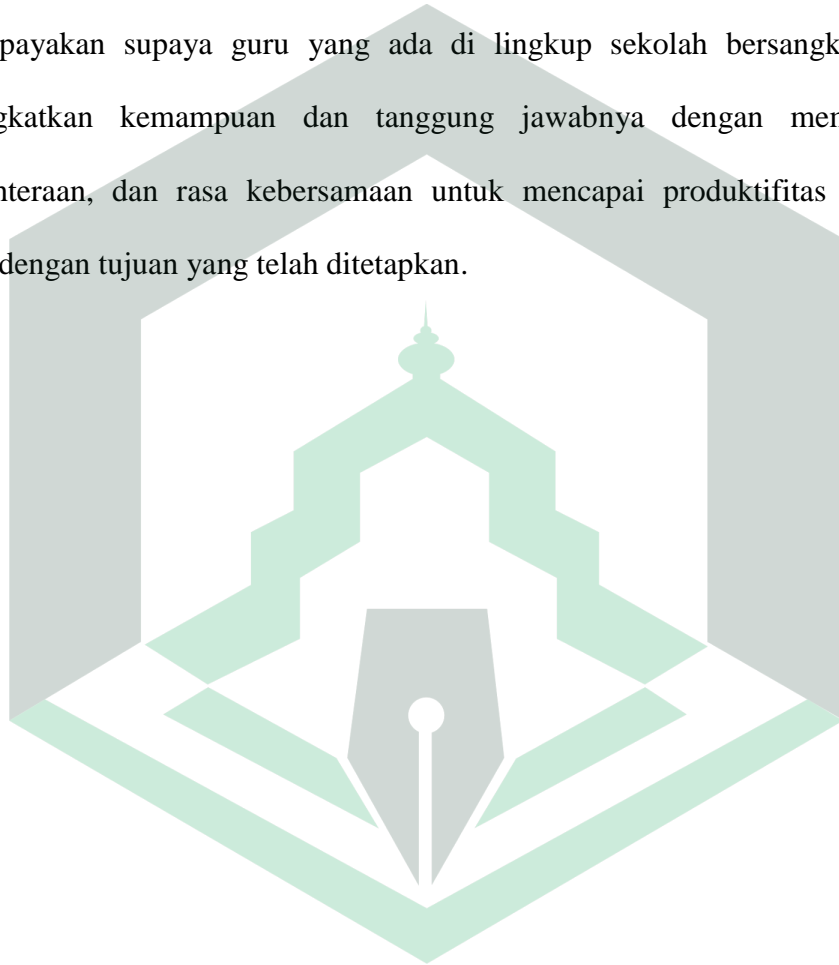 payakan supaya guru yang ada di lingkup sekolah bersangk
gkatkan kemampuan dan tanggung jawabnya dengan mem
nteraan, dan rasa kebersamaan untuk mencapai produktifitas
dengan tujuan yang telah ditetapkan.